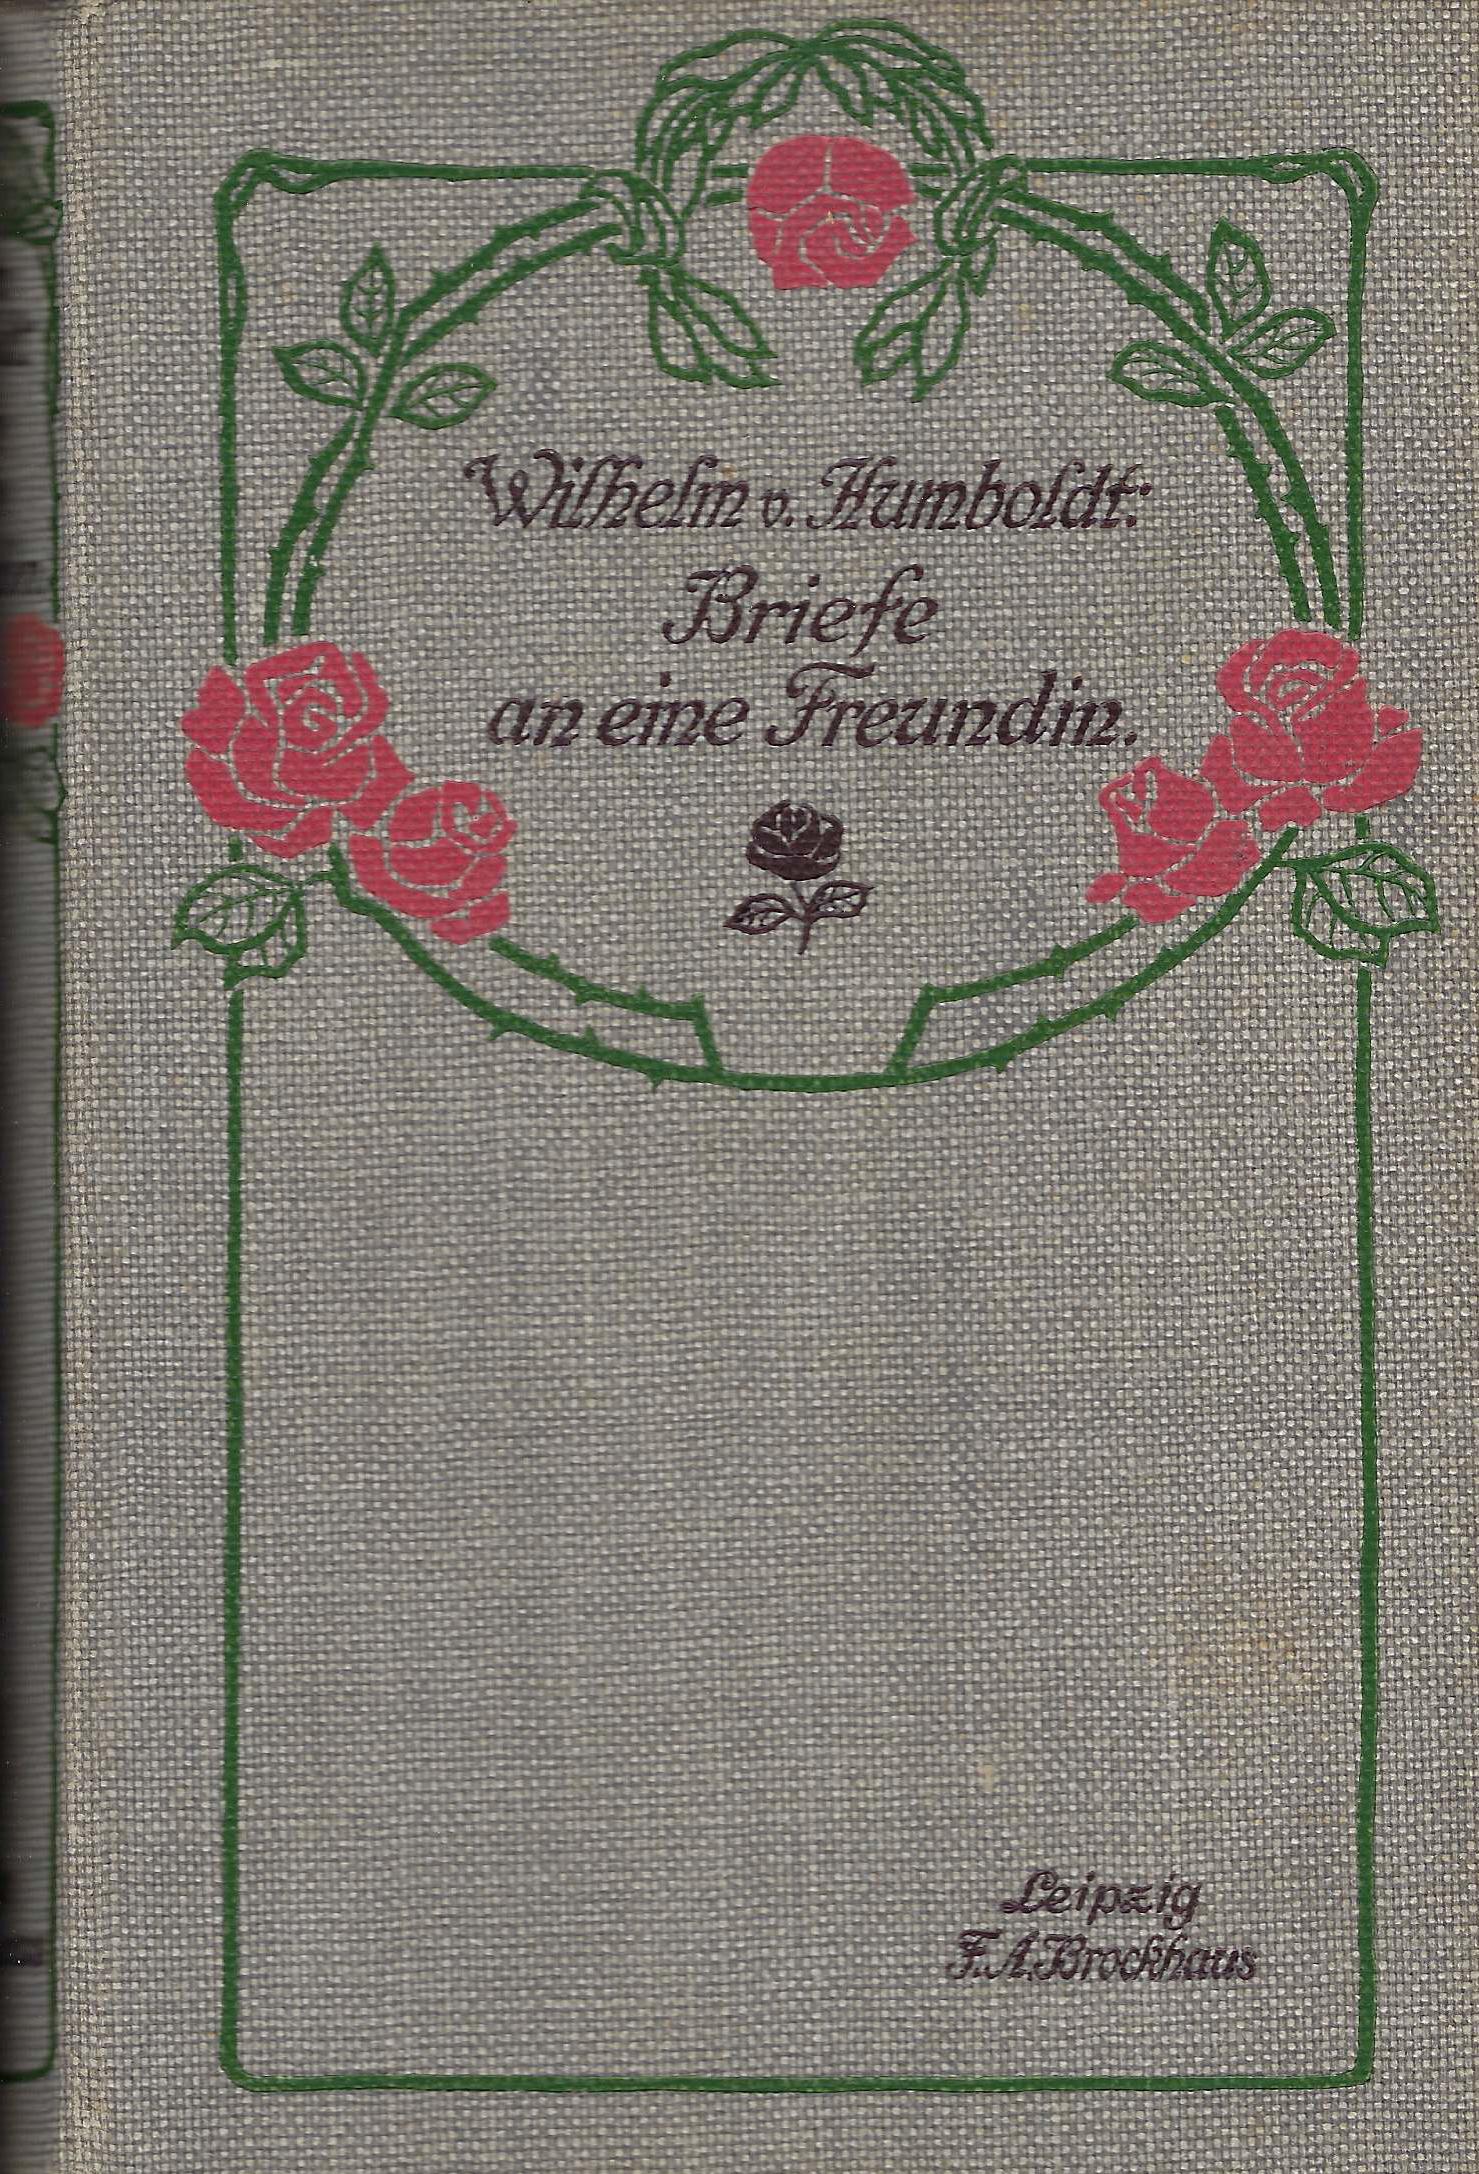 Wilhelm v. Humboldt:
Briefe
an eine Freundin.
Leipzig
F. A. Brockhaus